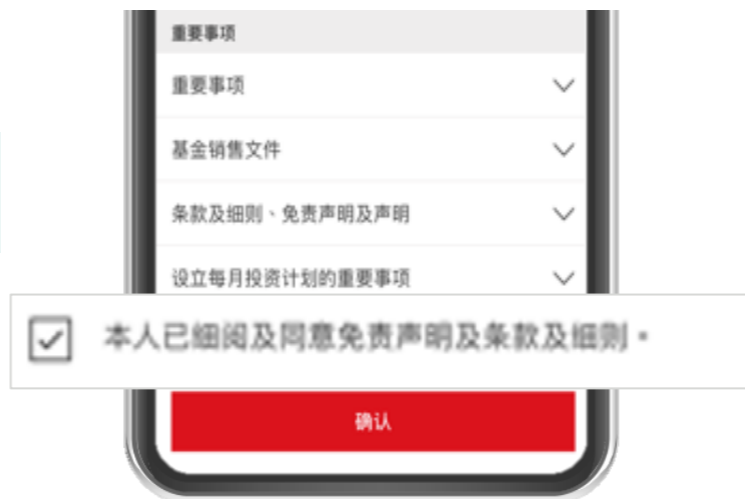 重要事项
重要事项
基金销售文件
条款及细则、免责声明及声明
设立每月投资计划的重要事项
本人已细阅及同意免责声明及条款及细则。
确认